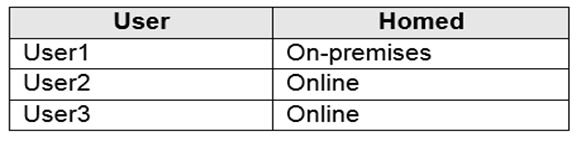 User Homed
User1 On-premises
User2 Online
User3 Online